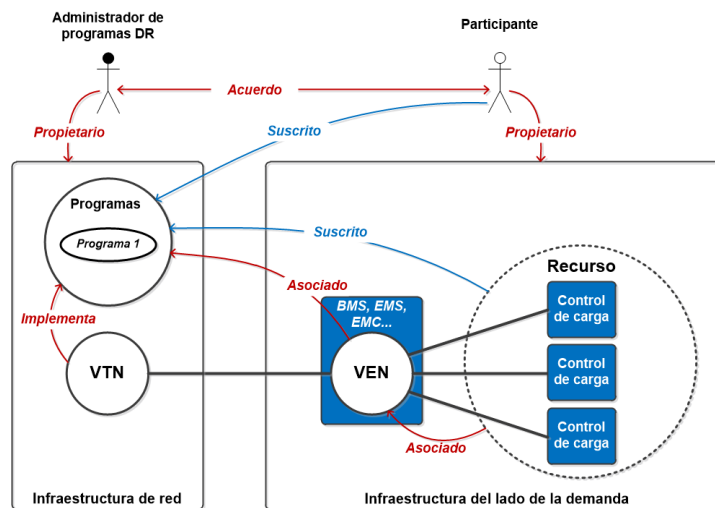 Administrador de
programas DR
Participante
Acuerdo
Propietario
Suscrito
Propietario
Programas
Programa 1
Suscrito
Asociado
Recurso
Implementa
BMS, EMS,
EMC...
Control
de carga
VTN
VEN
Control
de carga
Control
de carga
Asociado
Infraestructura de red
Infraestructura del lado de la demanda